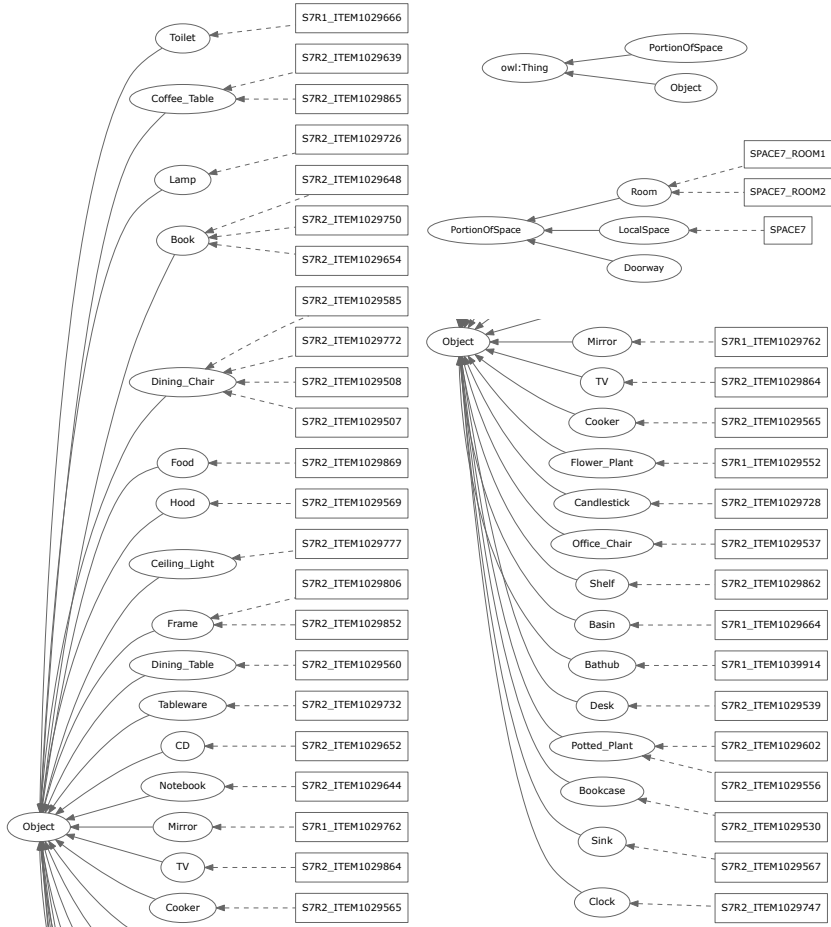 Toilet
S7R1_ITEM1029666
S7R2_ITEM1029639
Coffee_Table
S7R2_ITEM1029865
S7R2_ITEM1029726
Lamp
S7R2_ITEM1029648
S7R2_ITEM1029750
Book
S7R2_ITEM1029654
S7R2_ITEM1029585
S7R2_ITEM1029772
Dining_Chair
S7R2_ITEM1029508
S7R2_ITEM1029507
Food
S7R2_ITEM1029869
Hood
S7R2_ITEM1029569
S7R2_ITEM1029777
Ceiling_Light
S7R2_ITEM1029806
Frame
S7R2_ITEM1029852
Dining_Table
S7R2_ITEM1029560
Tableware
S7R2_ITEM1029732
CD
S7R2_ITEM1029652
Notebook
S7R2_ITEM1029644
Object
Mirror
S7R1_ITEM1029762
TV
S7R2_ITEM1029864
Cooker
S7R2_ITEM1029565
PortionOfSpace
owl:Thing
Object
SPACE7_ROOM1
Room
SPACE7_ROOM2
PortionOfSpace
LocalSpace
SPACE7
Doorway
Object
Mirror
S7R1_ITEM1029762
TV
S7R2_ITEM1029864
Cooker
S7R2_ITEM1029565
Flower_Plant
S7R1_ITEM1029552
Candlestick
S7R2_ITEM1029728
Office_Chair
S7R2_ITEM1029537
Shelf
S7R2_ITEM1029862
Basin
S7R1_ITEM1029664
Bathub
S7R1_ITEM1039914
Desk
S7R2_ITEM1029539
Potted_Plant
S7R2_ITEM1029602
S7R2_ITEM1029556
Bookcase
S7R2_ITEM1029530
Sink
S7R2_ITEM1029567
Clock
S7R2_ITEM1029747